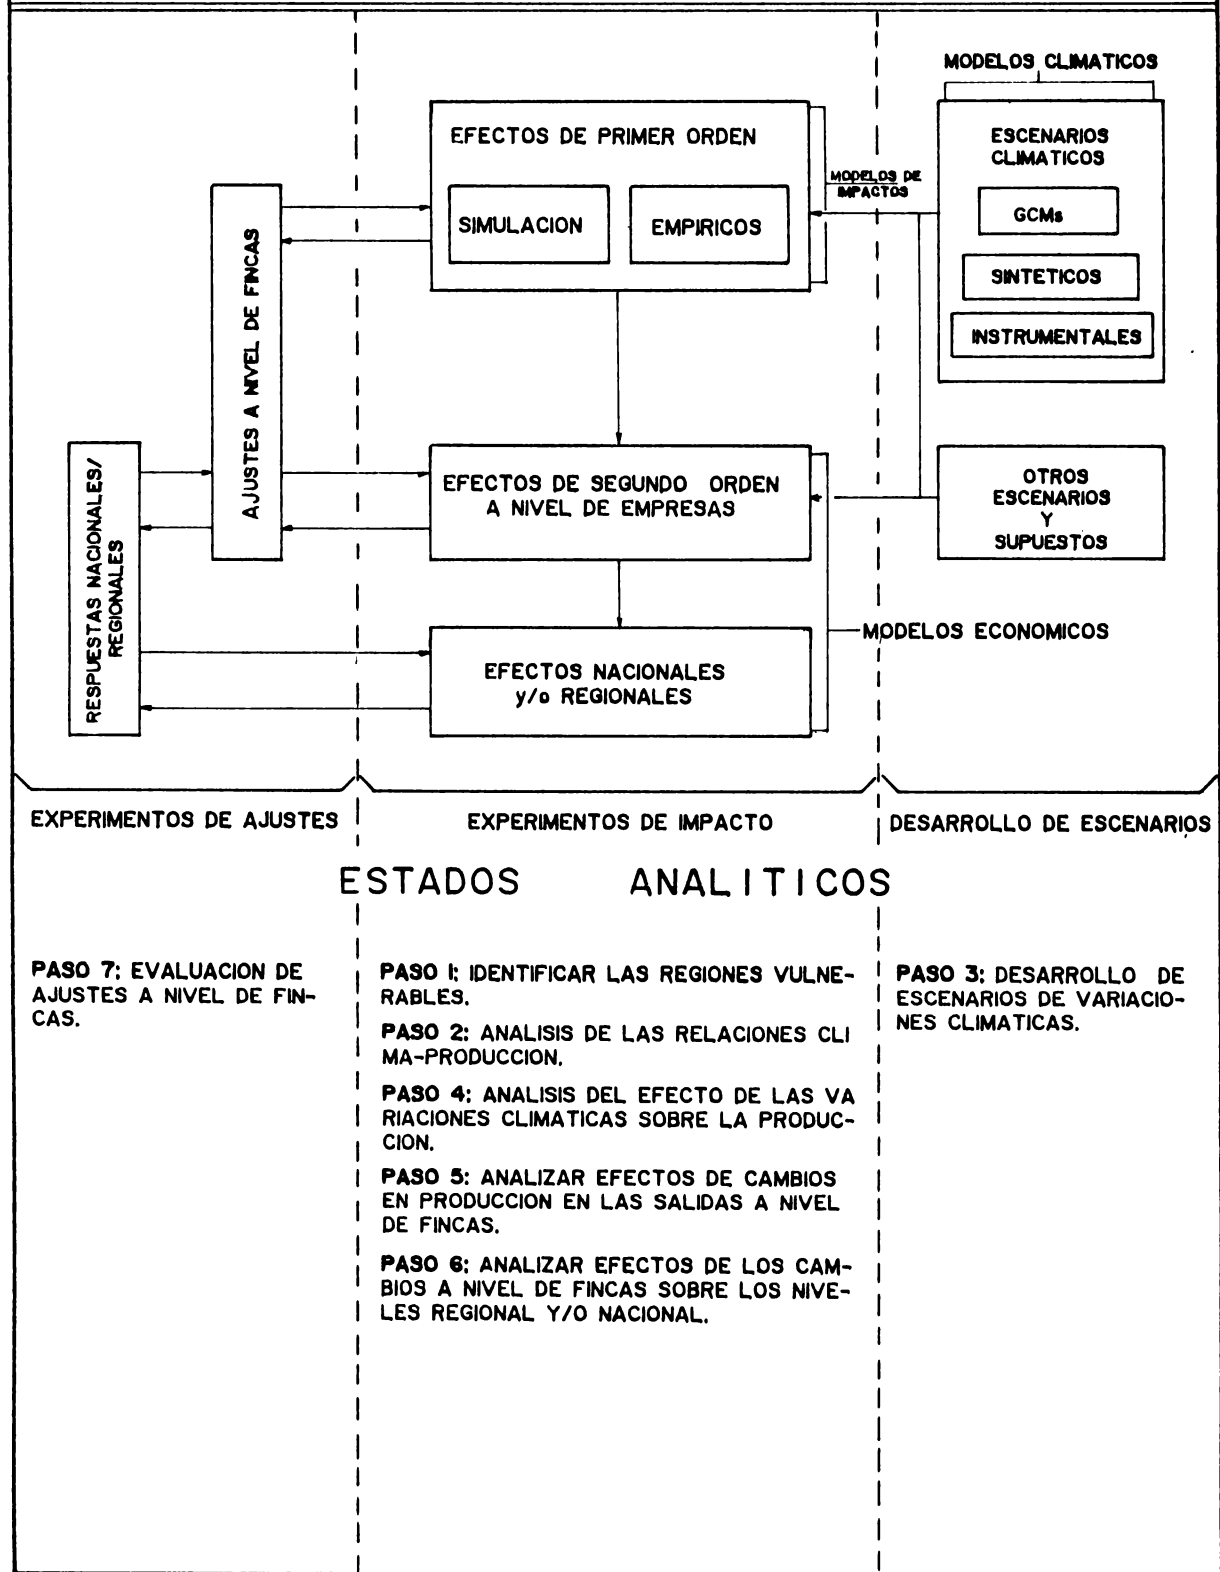 MODELOS CLIMATICOS
ESCENARIOS
CLIMATICOS
GCMs
SINTETICOS
INSTRUMENTALES
EFECTOS DE PRIMER ORDEN
SIMULACION
EMPIRICOS
MODELOS DE
IMPACTOS
AJUSTES A NIVEL DE FINCAS
RESPUESTAS NACIONALES/
REGIONALES
EFECTOS DE SEGUNDO ORDEN
A NIVEL DE EMPRESAS
OTROS
ESCENARIOS
Y
SUPUESTOS
MODELOS ECONOMICOS
EFECTOS NACIONALES
y/o REGIONALES
EXPERIMENTOS DE AJUSTES
EXPERIMENTOS DE IMPACTO
DESARROLLO DE ESCENARIOS
ESTADOS ANALITICOS
PASO 7: EVALUACION DE
AJUSTES A NIVEL DE FIN-
CAS.
PASO I: IDENTIFICAR LAS REGIONES VULNE-
RABLES.
PASO 2: ANALISIS DE LAS RELACIONES CLI
MA-PRODUCCION.
PASO 4: ANALISIS DEL EFECTO DE LAS VA
RIACIONES CLIMATICAS SOBRE LA PRODUC-
CION.
PASO 5: ANALIZAR EFECTOS DE CAMBIOS
EN PRODUCCION EN LAS SALIDAS A NIVEL
DE FINCAS.
PASO 6: ANALIZAR EFECTOS DE LOS CAM-
BIOS A NIVEL DE FINCAS SOBRE LOS NIVE-
LES REGIONAL Y/O NACIONAL.
PASO 3: DESARROLLO DE
ESCENARIOS DE VARIACIO-
NES CLIMATICAS.